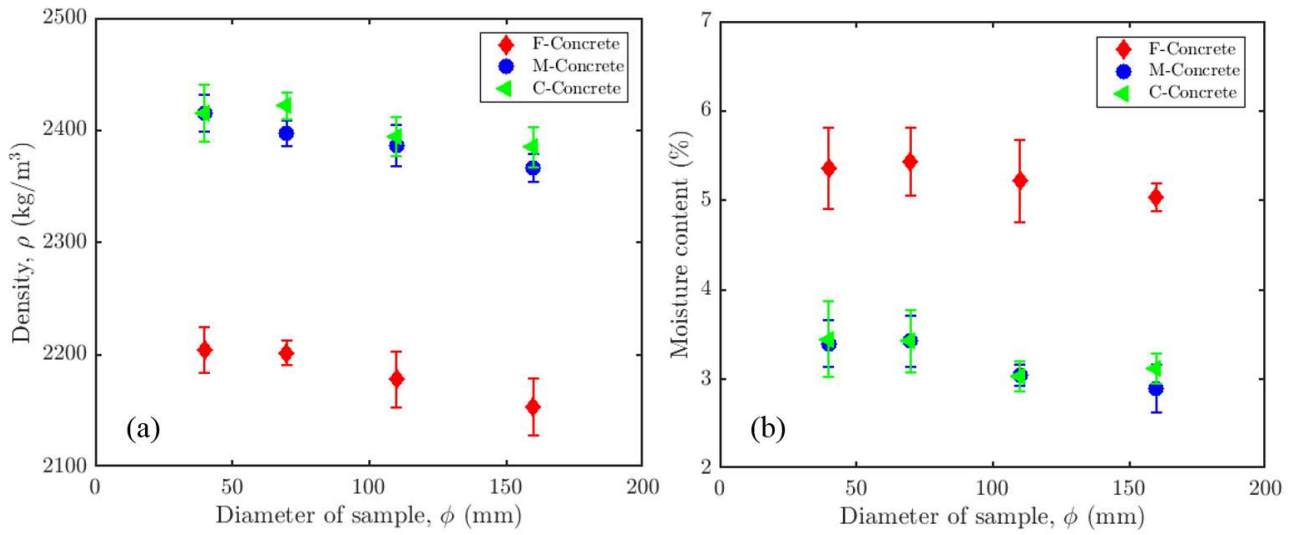 2500
2400
2300
2200
2100
0
50
100
150
200
Density, ρ (kg/m³)
Diameter of sample, ϕ (mm)
F-Concrete
M-Concrete
C-Concrete
(a)
7
6
5
4
3
2
0
50
100
150
200
Moisture content (%)
Diameter of sample, ϕ (mm)
F-Concrete
M-Concrete
C-Concrete
(b)